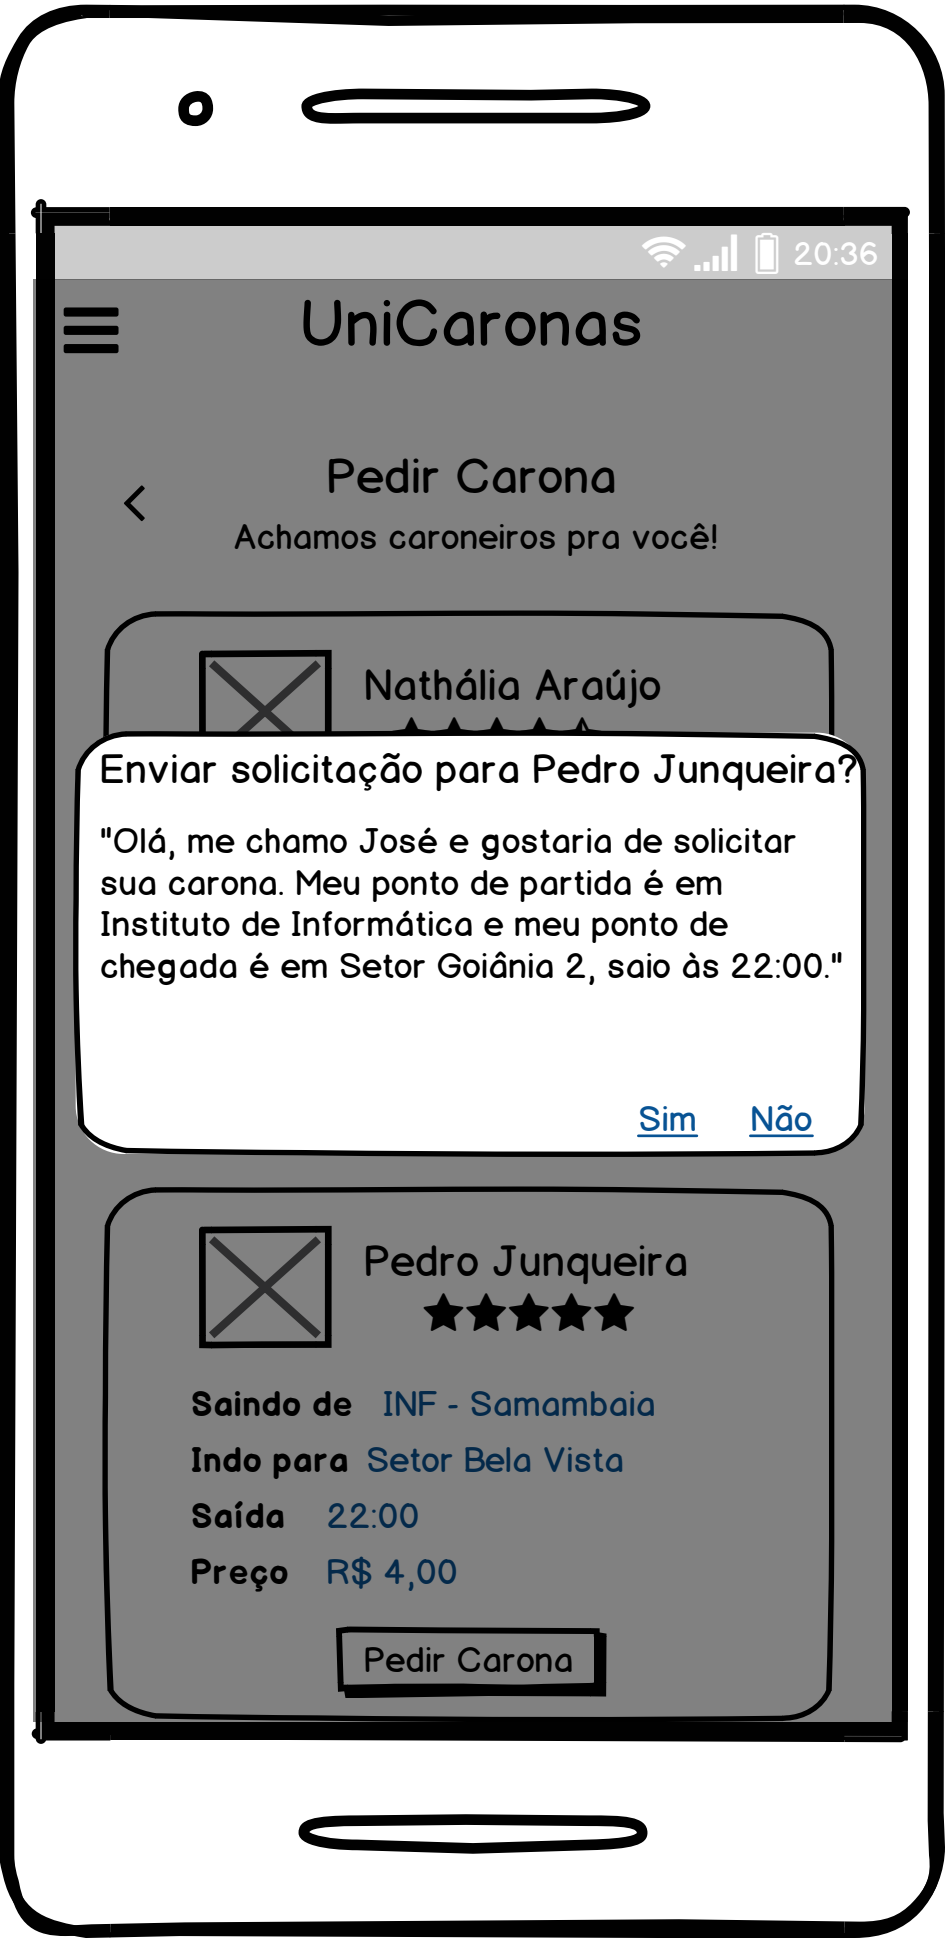 20:36
UniCaronas
Pedir Carona
Achamos caroneiros pra você!
Nathália Araújo
Enviar solicitação para Pedro Junqueira?
"Olá, me chamo José e gostaria de solicitar
sua carona. Meu ponto de partida é em
Instituto de Informática e meu ponto de
chegada é em Setor Goiânia 2, saio às 22:00."
Sim Não
Pedro Junqueira
Saindo de INF - Samambaia
Indo para Setor Bela Vista
Saída 22:00
Preço R$ 4,00
Pedir Carona